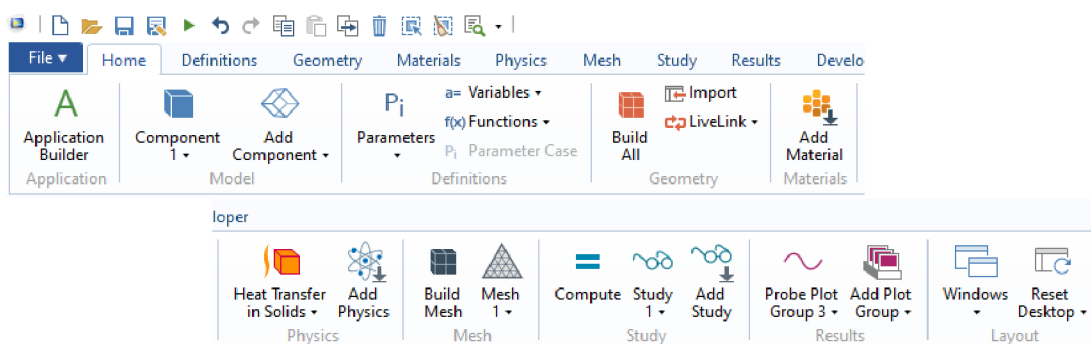 File
Home Definitions Geometry Materials Physics Mesh Study Results Develo
A Pi a= Variables Import
f(x) Functions LiveLink
Application Component Add Parameters Build Add
Builder 1 Component Pi Parameter Case All Material
Application Model Definitions Geometry Materials
loper
Heat Transfer Add Build Mesh Compute Study Add Probe Plot Add Plot Windows Reset
in Solids Physics Mesh 1 1 Study Group 3 Group Desktop
Physics Mesh Study Results Layout